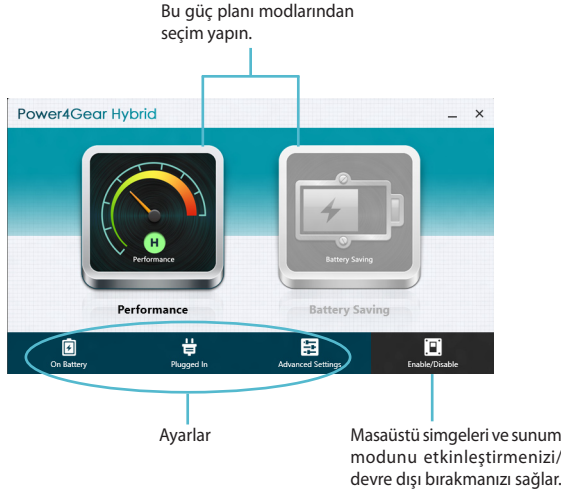 Bu güç planı modlarından
seçim yapın.
Power4Gear Hybrid
H
Performance
Battery Saving
Performance
Battery Saving
On Battery
Plugged In
Advanced Settings
Enable/Disable
Ayarlar
Masaüstü simgeleri ve sunum
modunu etkinleştirmenizi/
devre dışı bırakmanızı sağlar.